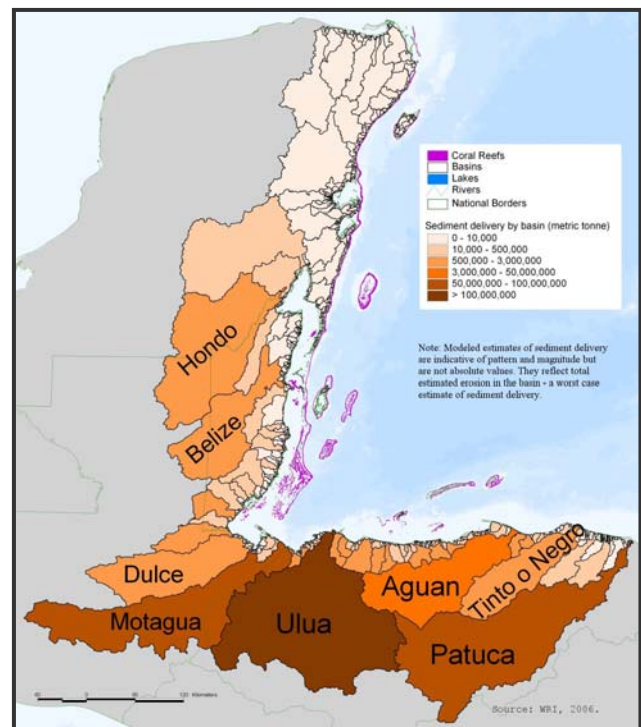 Coral Reefs
Basins
Lakes
Rivers
National Borders
Sediment delivery by basin (metric tonne)
0 - 10,000
10,000 - 500,000
500,000 - 3,000,000
3,000,000 - 50,000,000
50,000,000 - 100,000,000
> 100,000,000
Note: Modeled estimates of sediment delivery
are indicative of pattern and magnitude but
are not absolute values. They reflect total
estimated erosion in the basin - a worst case
estimate of sediment delivery.
Hondo
Belize
Dulce
Motagua
Ulua
Aguan
Tinto o Negro
Patuca
120 Kilometers
Source: WRI, 2006.